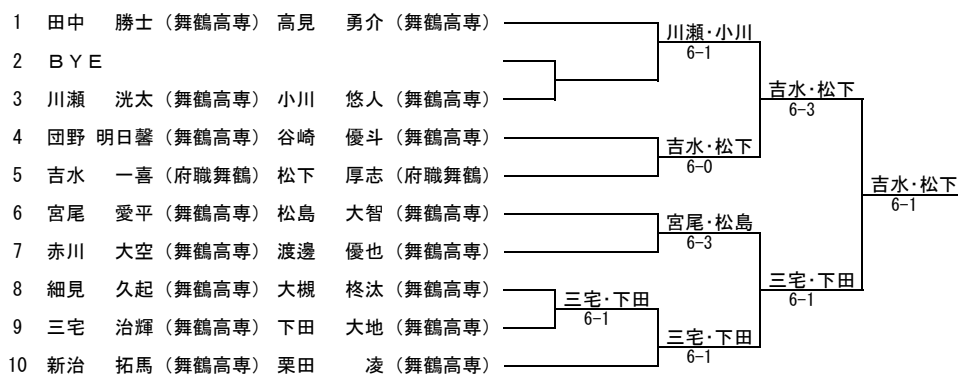 1 田中 勝士（舞鶴高専） 高見 勇介（舞鶴高専）
川瀬・小川
6-1
2 ＢＹＥ
3 川瀬 洸太（舞鶴高専） 小川 悠人（舞鶴高専）
吉水・松下
6-3
4 団野 明日馨（舞鶴高専） 谷崎 優斗（舞鶴高専）
吉水・松下
6-0
5 吉水 一喜（府職舞鶴） 松下 厚志（府職舞鶴）
吉水・松下
6-1
6 宮尾 愛平（舞鶴高専） 松島 大智（舞鶴高専）
宮尾・松島
6-3
7 赤川 大空（舞鶴高専） 渡邊 優也（舞鶴高専）
8 細見 久起（舞鶴高専） 大槻 柊汰（舞鶴高専）
三宅・下田
6-1
三宅・下田
6-1
9 三宅 治輝（舞鶴高専） 下田 大地（舞鶴高専）
三宅・下田
6-1
10 新治 拓馬（舞鶴高専） 栗田 凌（舞鶴高専）